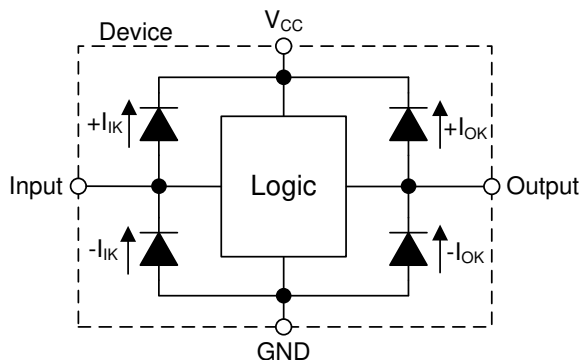 Device
V_CC
+I_IK
+I_OK
Input
Logic
Output
-I_IK
-I_OK
GND